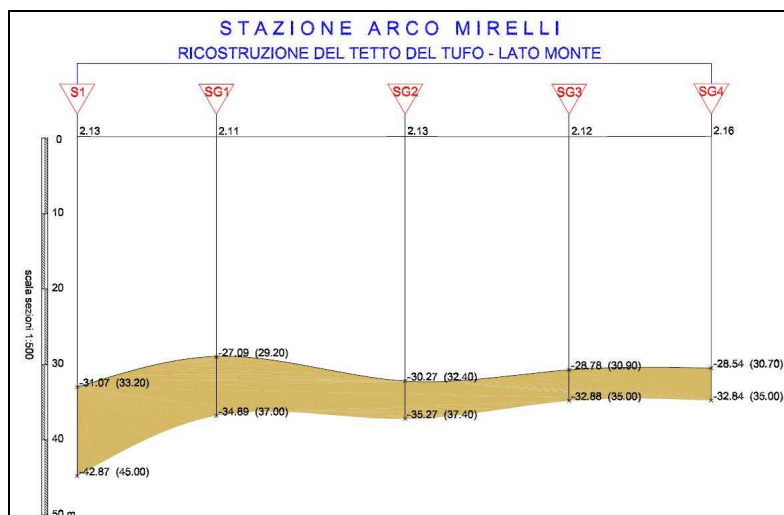 STAZIONE ARCO MIRELLI
RICOSTRUZIONE DEL TETTO DEL TUFO - LATO MONTE
S1 SG1 SG2 SG3 SG4
2.13 2.11 2.13 2.12 2.16
0
10
20
scala sezioni 1:500
30
-31.07 (33.20) -27.09 (29.20) -30.27 (32.40) -28.78 (30.90) -28.54 (30.70)
-34.89 (37.00) -35.27 (37.40) -32.88 (35.00) -32.84 (35.00)
40
-42.87 (45.00)
50 m